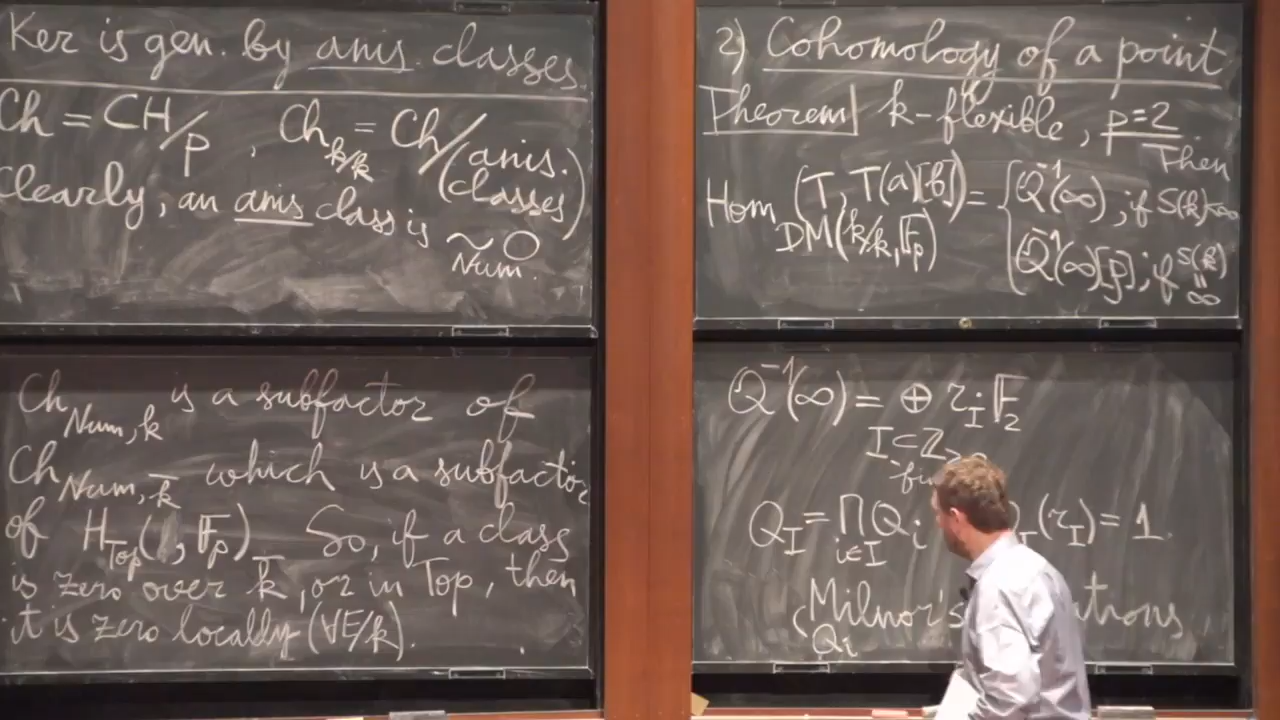 Ker is gen. by anis. classes.
Ch = CH/p , Ch_{k/k} = Ch/(anis. classes)
Clearly, an anis class is ~_{Num.} 0
Ch_{Num,k} is a subfactor of
Ch_{Num,\bar{k}} which is a subfactor
of H_{Top}( , F_p). So, if a class
is zero over \bar{k}, or in Top, then
it is zero locally (∀E/k).
2) Cohomology of a point
Theorem k-flexible, p=2. Then
Hom_{DM(k/k,F_p)}(T, T(a)[b]) = { Q^{-1}(∞), if S(k)<∞
Q^{-1}(∞)[ρ], if S(k) = ∞
Q^{-1}(∞) = ⊕ r_I F_2
I⊂Z
Q_I = ∏ Q_i (r_I) = 1.
i∈I
(Milnor's
Q_i